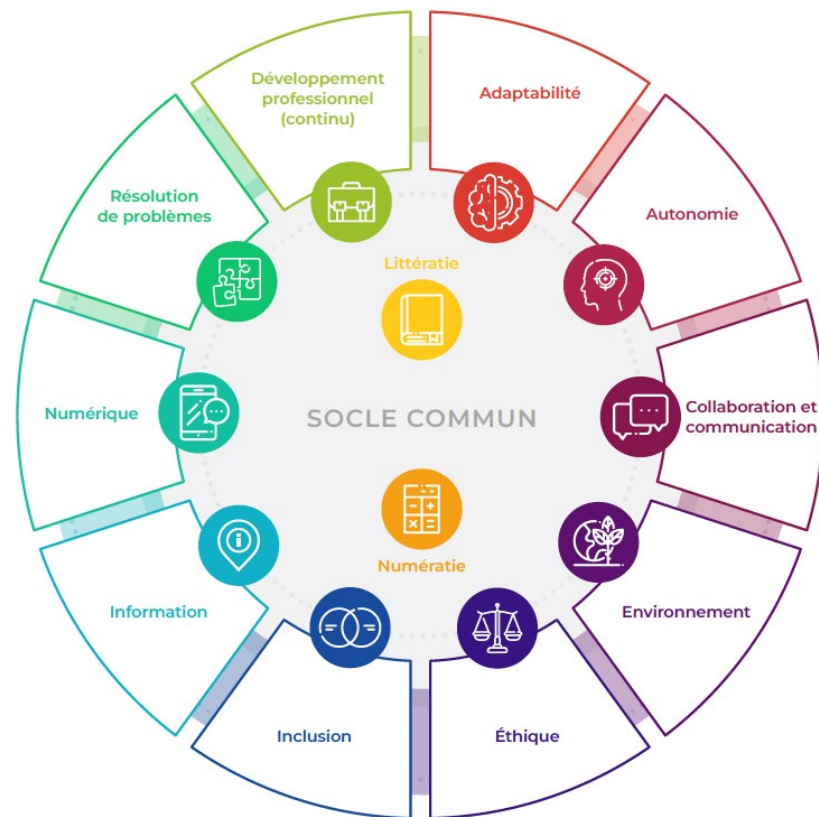 Développement
professionnel
(continu)
Adaptabilité
Résolution
de problèmes
Autonomie
Littératie
Numérique
SOCLE COMMUN
Collaboration et
communication
Numératie
Information
Environnement
Inclusion
Éthique